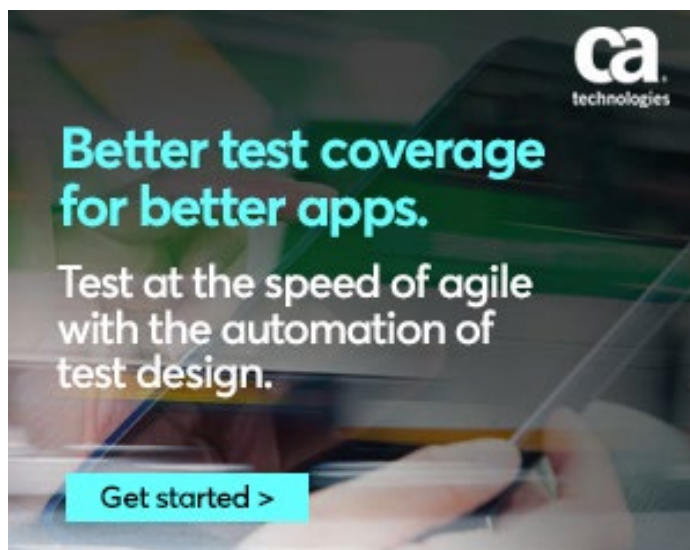 ca
technologies
Better test coverage
for better apps.
Test at the speed of agile
with the automation of
test design.
Get started >